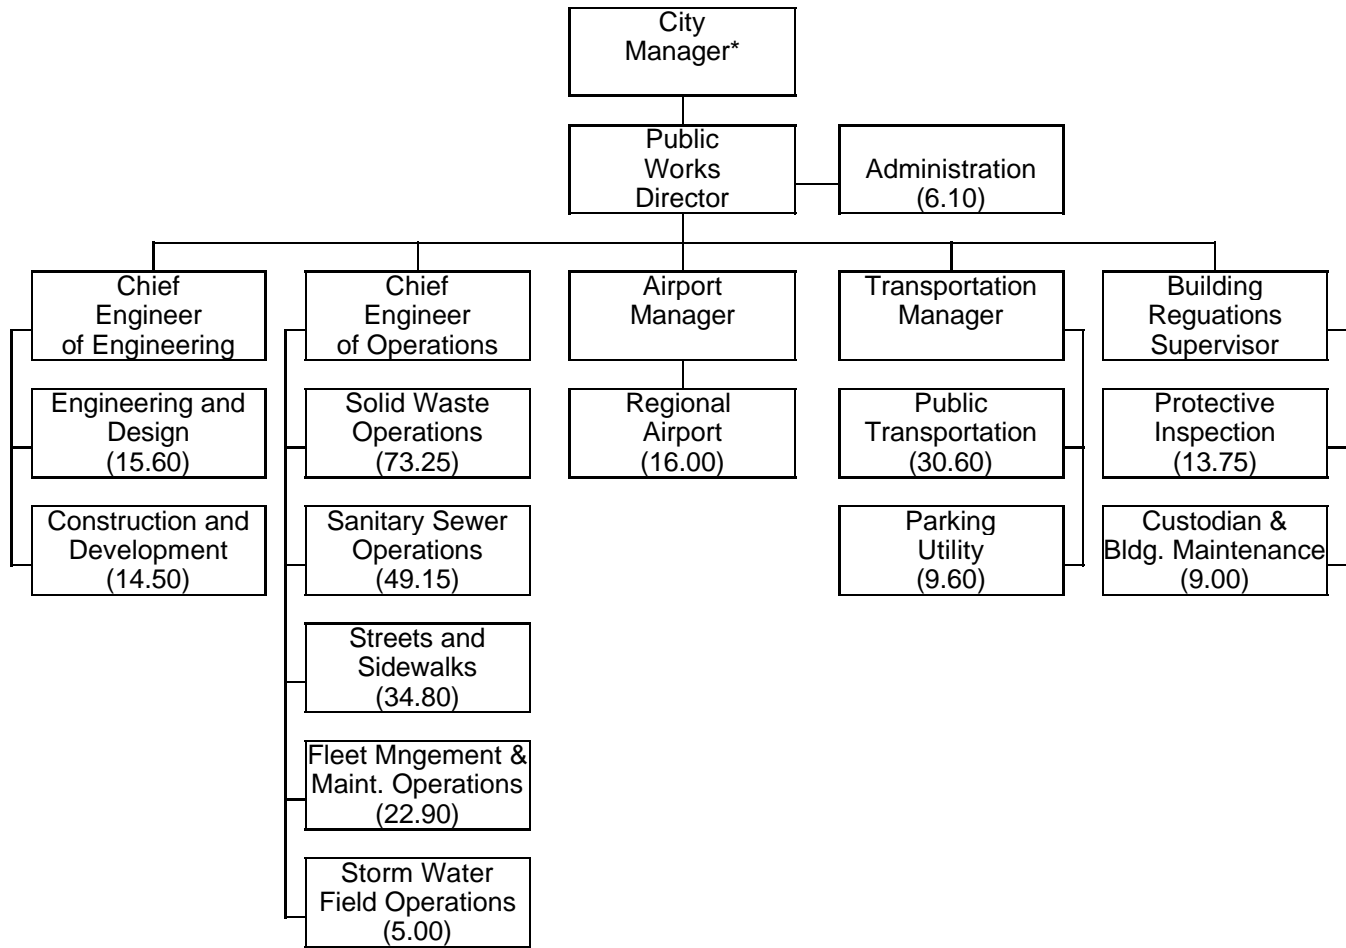 City
Manager*
Public
Works
Director
Administration
(6.10)
Chief
Engineer
of Engineering
Chief
Engineer
of Operations
Airport
Manager
Transportation
Manager
Building
Reguations
Supervisor
Engineering and
Design
(15.60)
Solid Waste
Operations
(73.25)
Regional
Airport
(16.00)
Public
Transportation
(30.60)
Protective
Inspection
(13.75)
Construction and
Development
(14.50)
Sanitary Sewer
Operations
(49.15)
Parking
Utility
(9.60)
Custodian &
Bldg. Maintenance
(9.00)
Streets and
Sidewalks
(34.80)
Fleet Mngement &
Maint. Operations
(22.90)
Storm Water
Field Operations
(5.00)